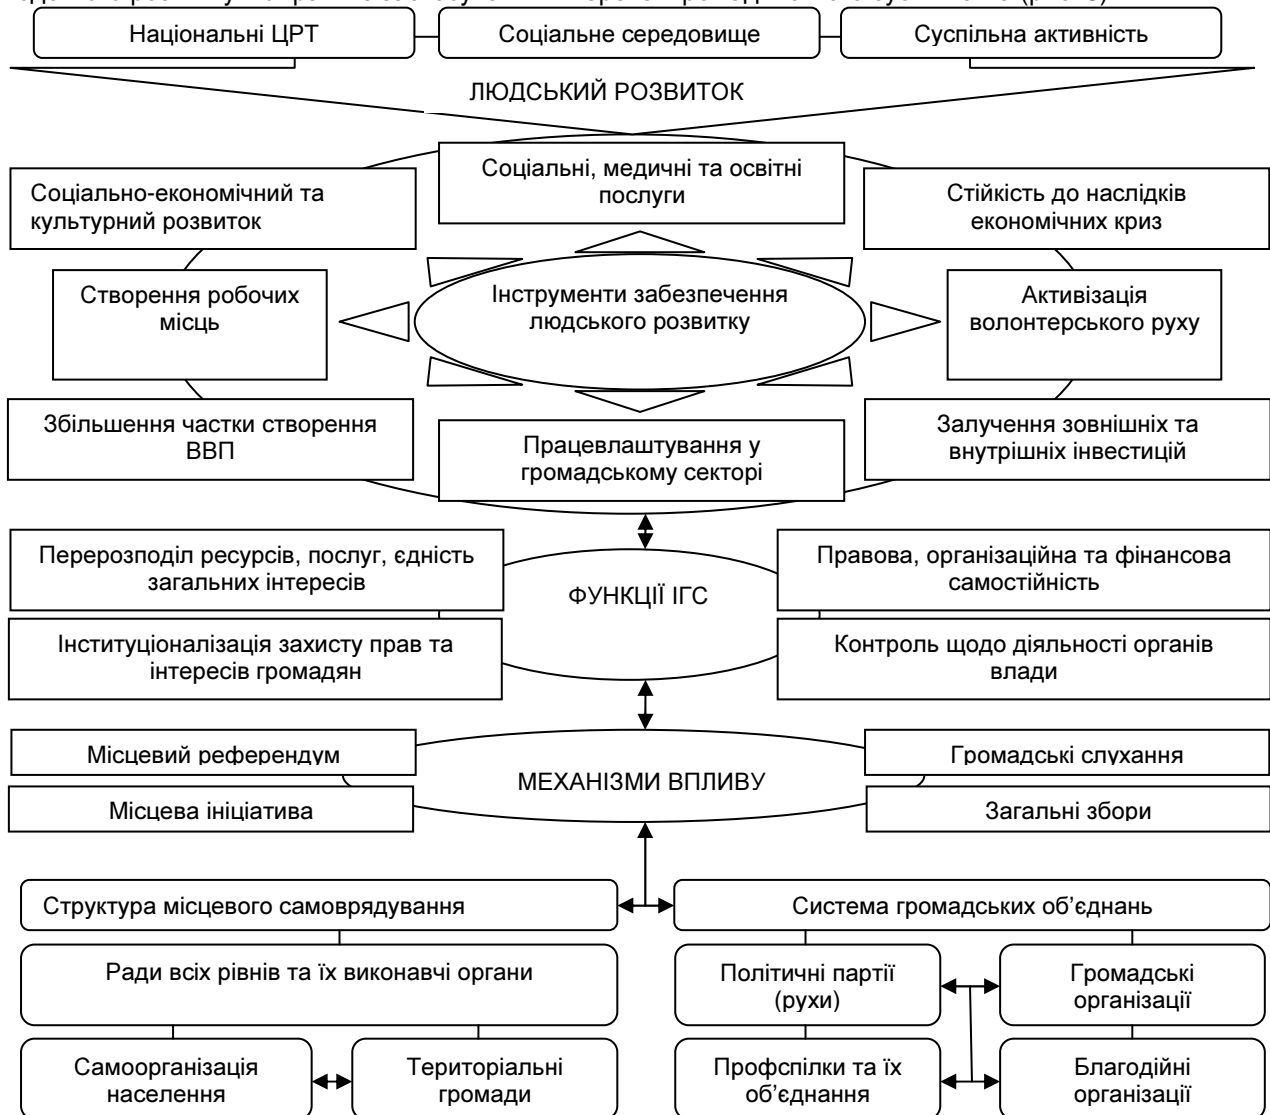 Національні ЦРТ
Соціальне середовище
Суспільна активність
ЛЮДСЬКИЙ РОЗВИТОК
Соціальні, медичні та освітні
послуги
Соціально-економічний та
культурний розвиток
Стійкість до наслідків
економічних криз
Створення робочих
місць
Інструменти забезпечення
людського розвитку
Активізація
волонтерського руху
Збільшення частки створення
ВВП
Працевлаштування у
громадському секторі
Залучення зовнішніх та
внутрішніх інвестицій
Перерозподіл ресурсів, послуг, єдність
загальних інтересів
ФУНКЦІЇ ІГС
Правова, організаційна та фінансова
самостійність
Інституціоналізація захисту прав та
інтересів громадян
Контроль щодо діяльності органів
влади
Місцевий референдум
МЕХАНІЗМИ ВПЛИВУ
Громадські слухання
Місцева ініціатива
Загальні збори
Структура місцевого самоврядування
Система громадських об’єднань
Ради всіх рівнів та їх виконавчі органи
Політичні партії
(рухи)
Громадські
організації
Самоорганізація
населення
Територіальні
громади
Профспілки та їх
об’єднання
Благодійні
організації